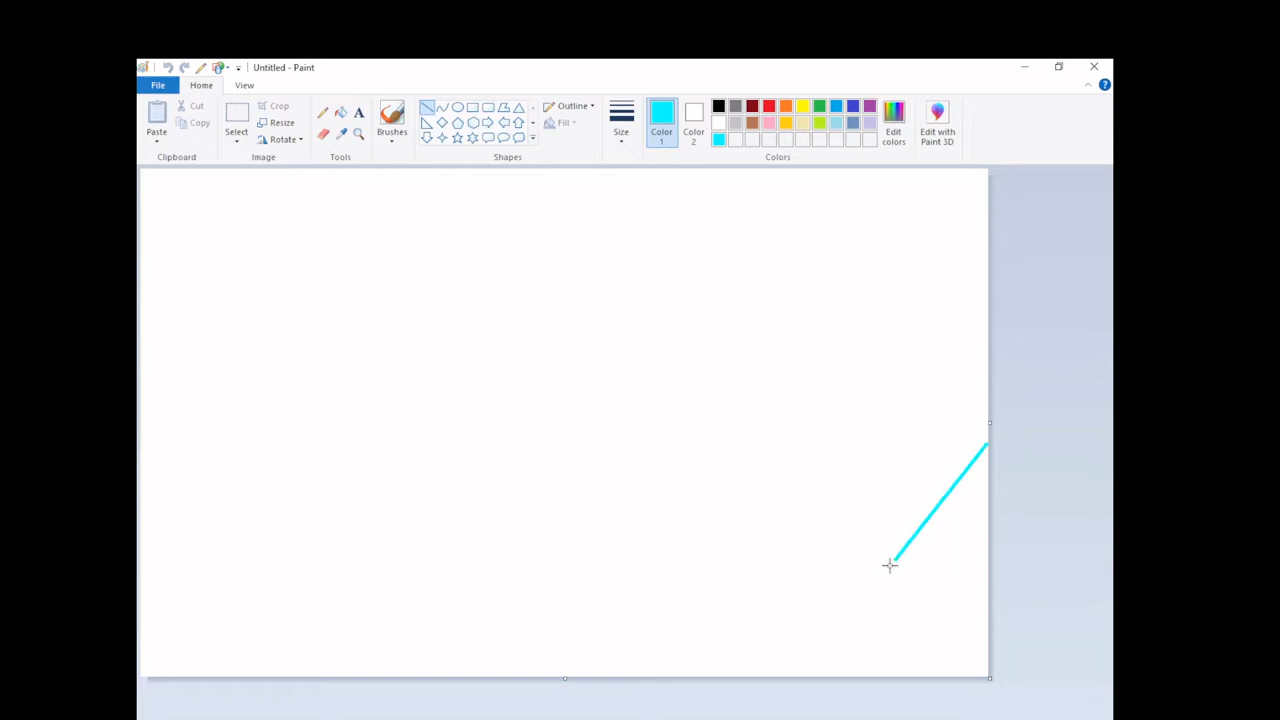 Untitled - Paint
File Home View
Paste
Cut
Copy
Clipboard
Select
Crop
Resize
Rotate
Image
Tools
Brushes
Shapes
Outline
Fill
Size
Color 1
Color 2
Edit colors
Colors
Edit with Paint 3D